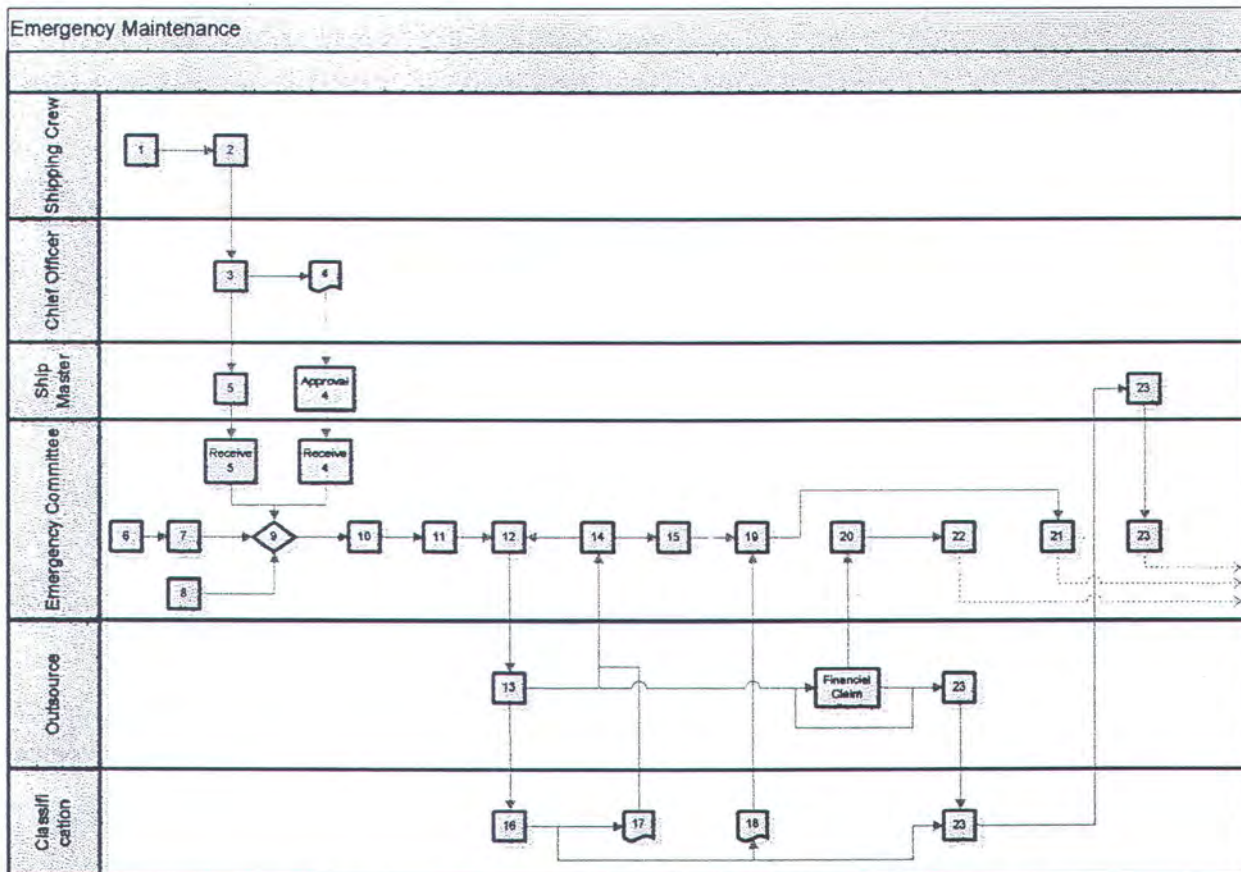 Emergency Maintenance
Shipping Crew
1
2
Chief Officer
3
4
Ship
Master
5
Approval
4
23
Emergency Committee
Receive
5
Receive
4
6
7
9
10
11
12
14
15
19
20
22
21
23
8
Outsource
13
Financial
Claim
23
Classifi
cation
16
17
18
23